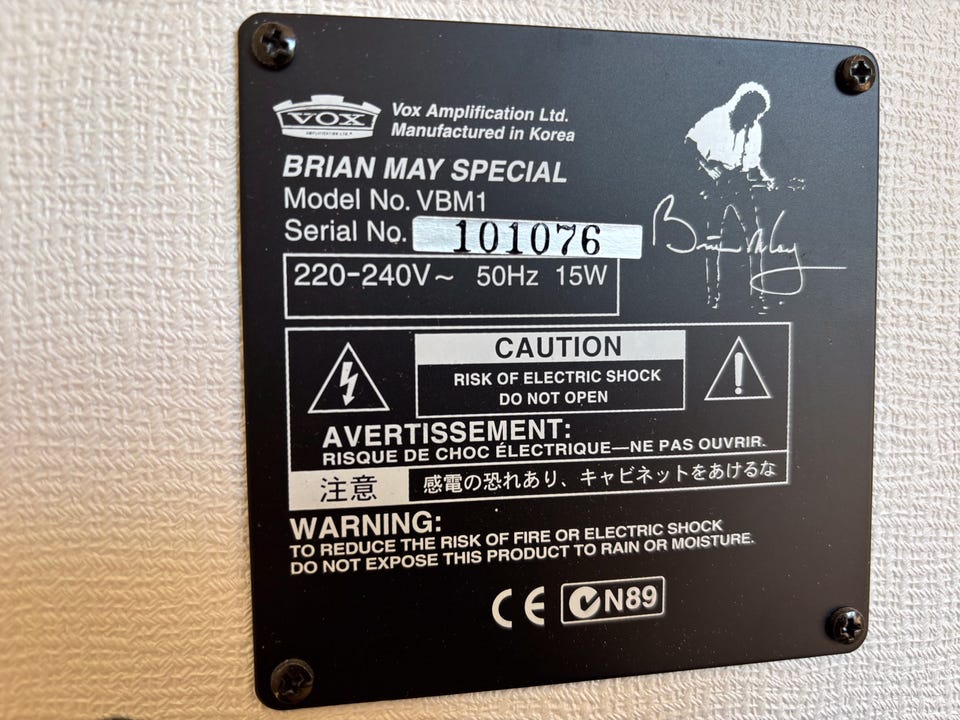 VOX
AMPLIFICATION LTD.
Vox Amplification Ltd.
Manufactured in Korea
BRIAN MAY SPECIAL
Model No. VBM1
Serial No. 101076
220-240V~ 50Hz 15W
Brian May
CAUTION
RISK OF ELECTRIC SHOCK
DO NOT OPEN
AVERTISSEMENT:
RISQUE DE CHOC ÉLECTRIQUE—NE PAS OUVRIR.
注意 感電の恐れあり、キャビネットをあけるな
WARNING:
TO REDUCE THE RISK OF FIRE OR ELECTRIC SHOCK
DO NOT EXPOSE THIS PRODUCT TO RAIN OR MOISTURE.
CE N89